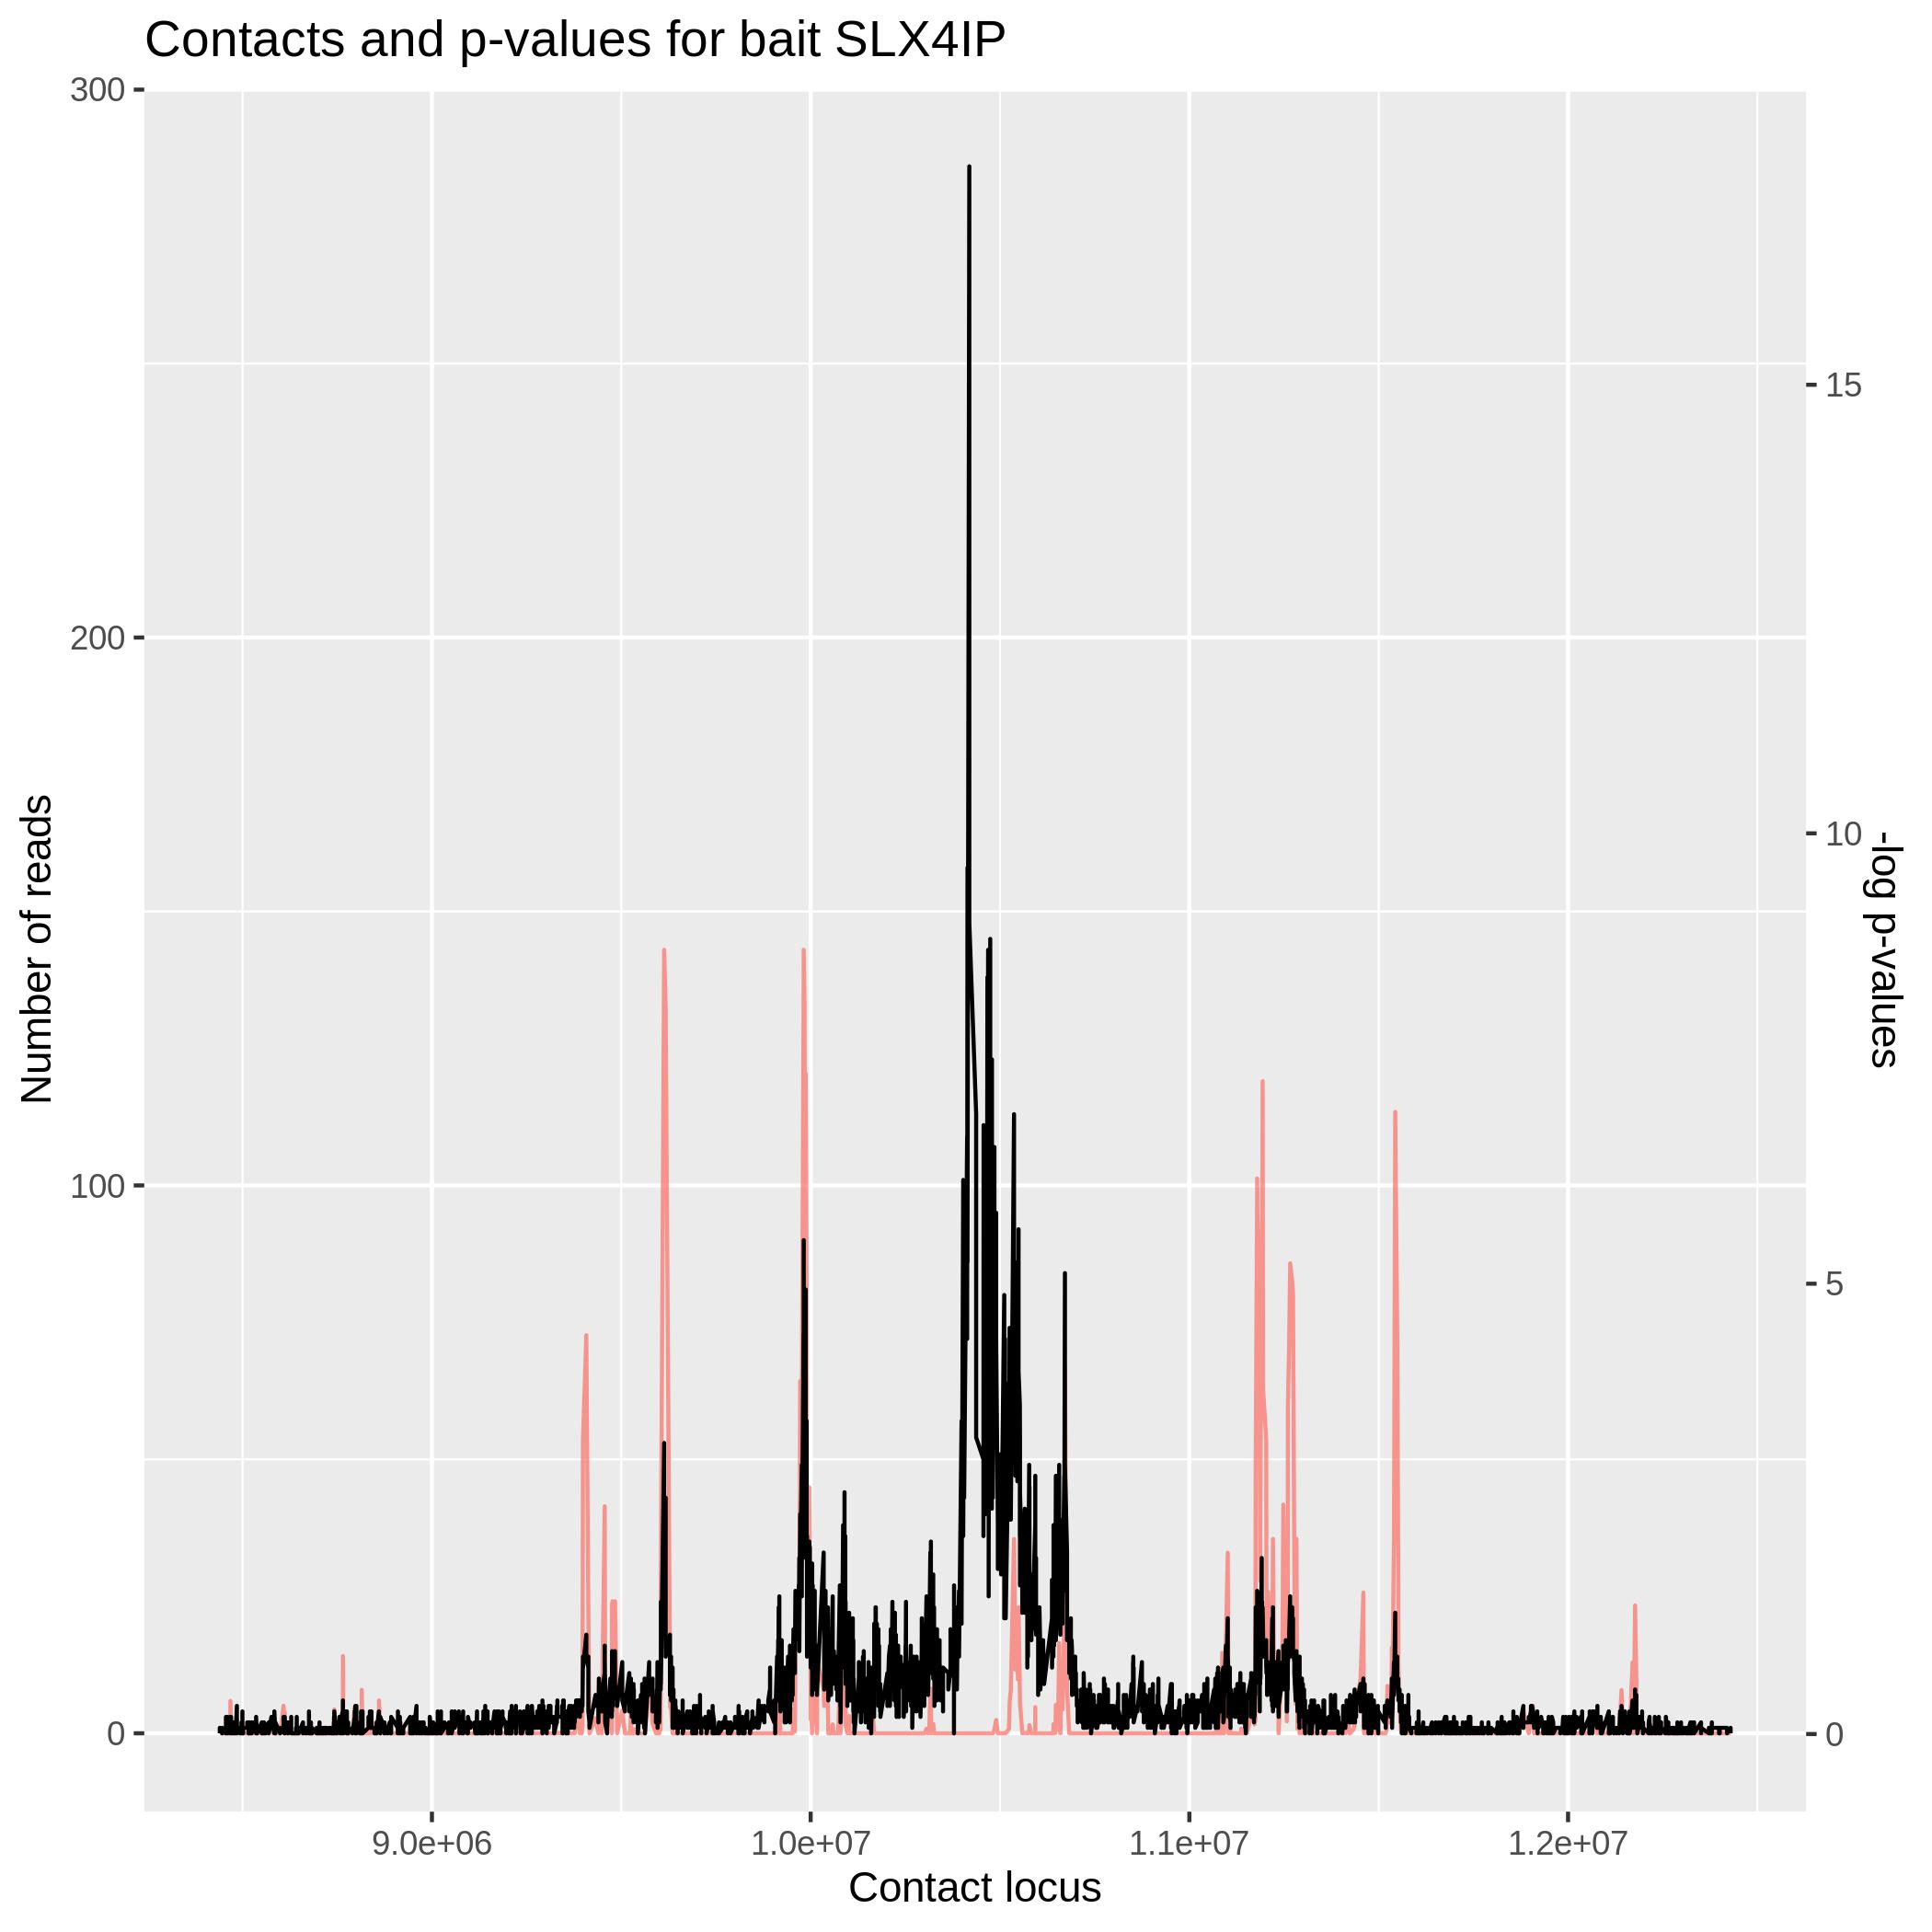 Contacts and p-values for bait SLX4IP
300
200
100
0
Number of reads
15
10
5
0
-log p-values
9.0e+06 1.0e+07 1.1e+07 1.2e+07
Contact locus